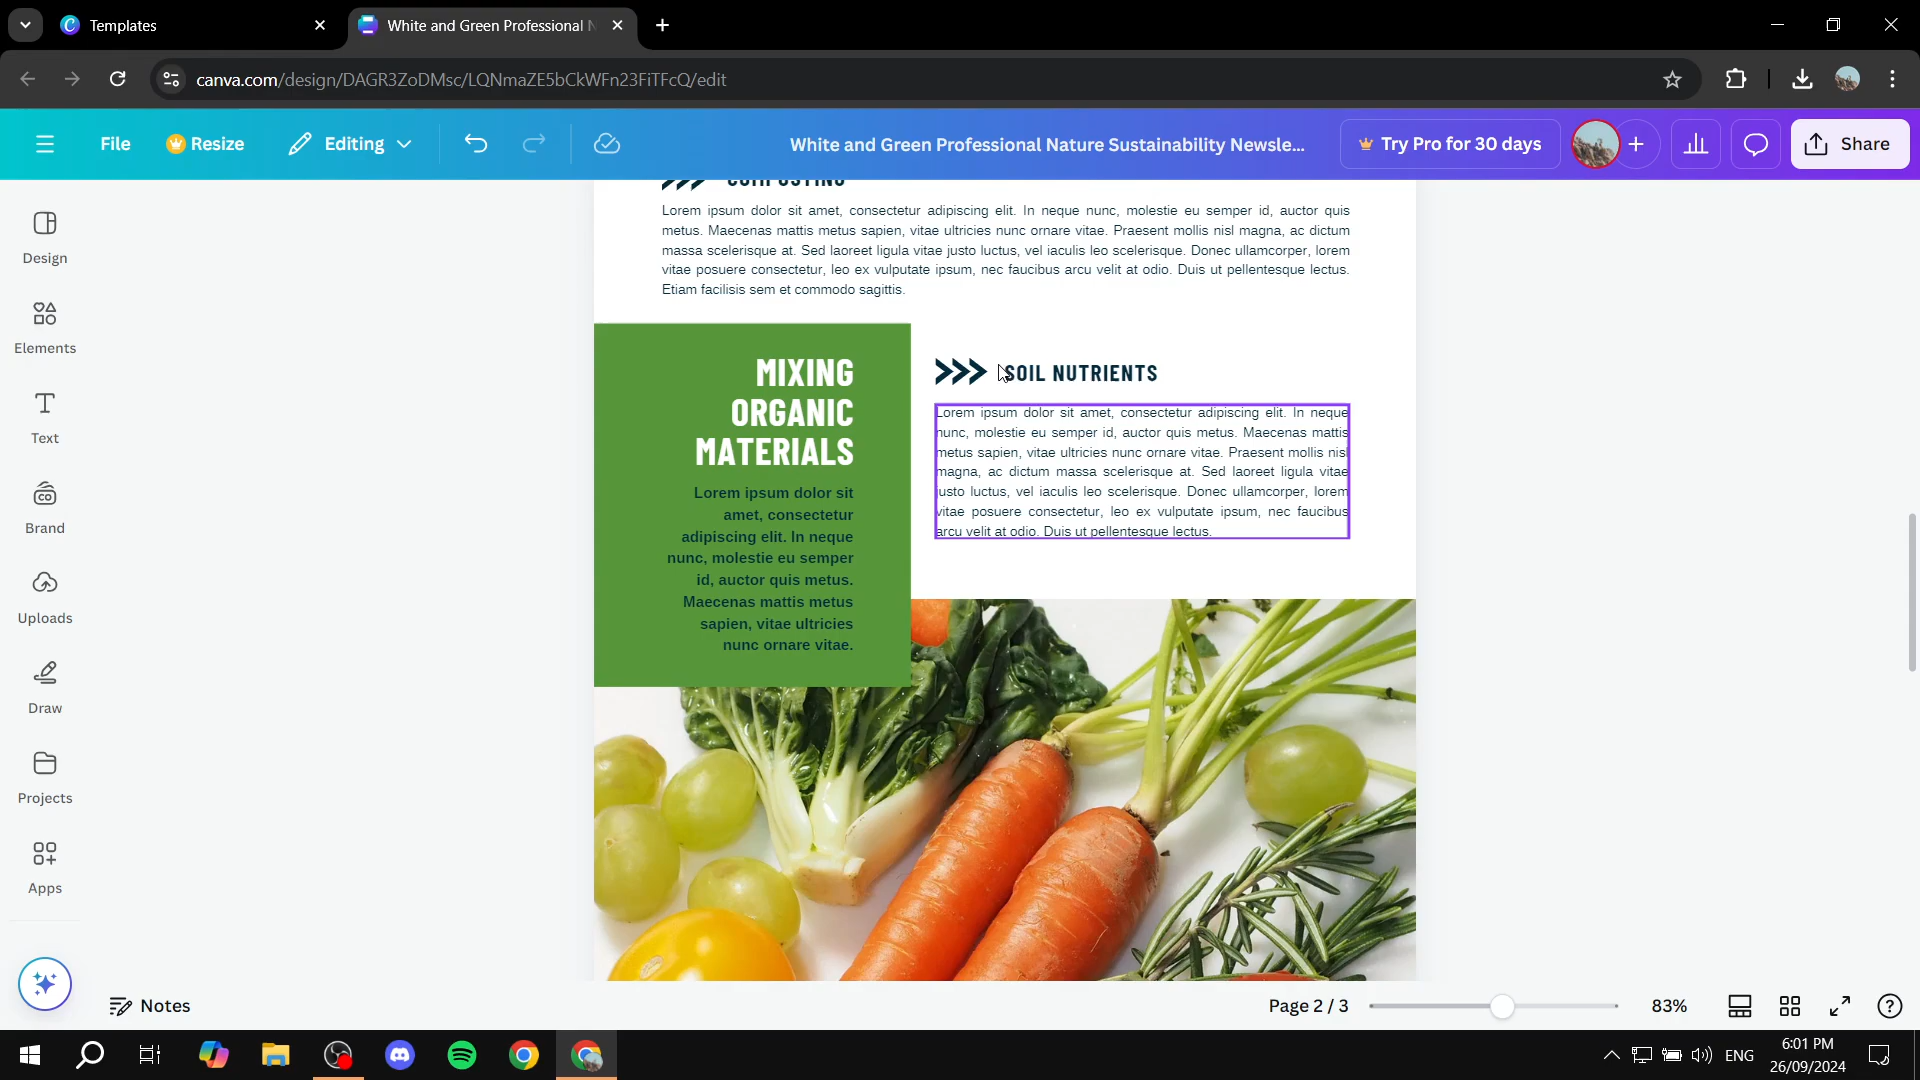 Templates
White and Green Professional N
canva.com/design/DAGR3ZoDMsc/LQNmaZE5bCkWFn23FiTFcQ/edit
File
Resize
Editing
White and Green Professional Nature Sustainability Newsle...
Try Pro for 30 days
Share
Design
Elements
Text
Brand
Uploads
Draw
Projects
Apps
COMPOSTING
Lorem ipsum dolor sit amet, consectetur adipiscing elit. In neque nunc, molestie eu semper id, auctor quis
metus. Maecenas mattis metus sapien, vitae ultricies nunc ornare vitae. Praesent mollis nisl magna, ac dictum
massa scelerisque at. Sed laoreet ligula vitae justo luctus, vel iaculis leo scelerisque. Donec ullamcorper, lorem
vitae posuere consectetur, leo ex vulputate ipsum, nec faucibus arcu velit at odio. Duis ut pellentesque lectus.
Etiam facilisis sem et commodo sagittis.
MIXING
ORGANIC
MATERIALS
Lorem ipsum dolor sit
amet, consectetur
adipiscing elit. In neque
nunc, molestie eu semper
id, auctor quis metus.
Maecenas mattis metus
sapien, vitae ultricies
nunc ornare vitae.
SOIL NUTRIENTS
Lorem ipsum dolor sit amet, consectetur adipiscing elit. In neque
nunc, molestie eu semper id, auctor quis metus. Maecenas mattis
metus sapien, vitae ultricies nunc ornare vitae. Praesent mollis nisl
magna, ac dictum massa scelerisque at. Sed laoreet ligula vitae
justo luctus, vel iaculis leo scelerisque. Donec ullamcorper, lorem
vitae posuere consectetur, leo ex vulputate ipsum, nec faucibus
arcu velit at odio. Duis ut pellentesque lectus.
Notes
Page 2 / 3
83%
ENG
6:01 PM
26/09/2024